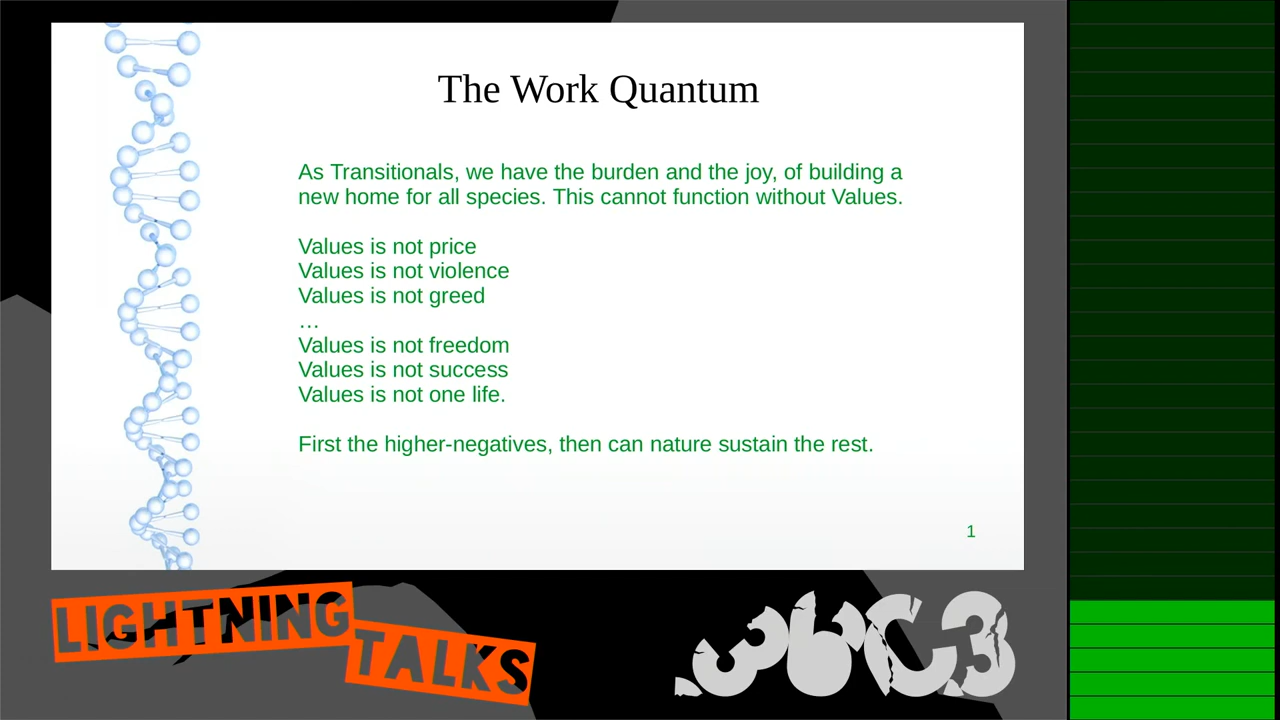 The Work Quantum
As Transitionals, we have the burden and the joy, of building a
new home for all species. This cannot function without Values.
Values is not price
Values is not violence
Values is not greed
…
Values is not freedom
Values is not success
Values is not one life.
First the higher-negatives, then can nature sustain the rest.
1
LIGHTNING
TALKS
36C3